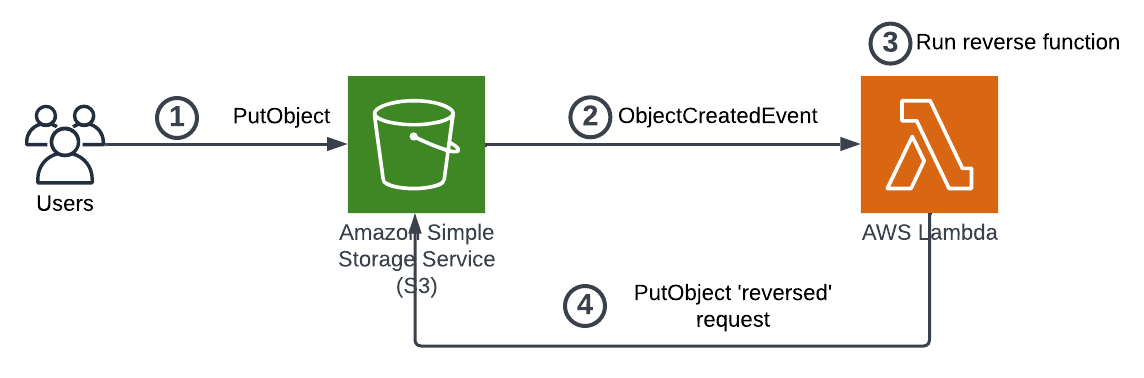 3 Run reverse function
1 PutObject
2 ObjectCreatedEvent
Users
Amazon Simple
Storage Service
(S3)
AWS Lambda
4 PutObject 'reversed'
request